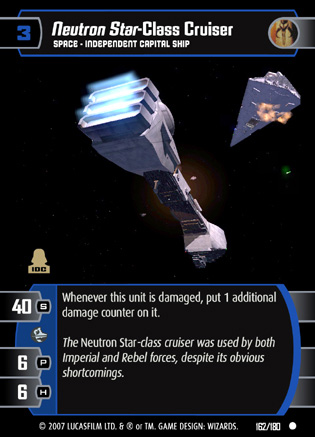 3
Neutron Star-Class Cruiser
SPACE - INDEPENDENT CAPITAL SHIP
IDC
40 S
Whenever this unit is damaged, put 1 additional
damage counter on it.
The Neutron Star-class cruiser was used by both
Imperial and Rebel forces, despite its obvious
shortcomings.
6 P
6 H
© 2007 LUCASFILM LTD. & ® or TM. GAME DESIGN: WIZARDS.
162/180